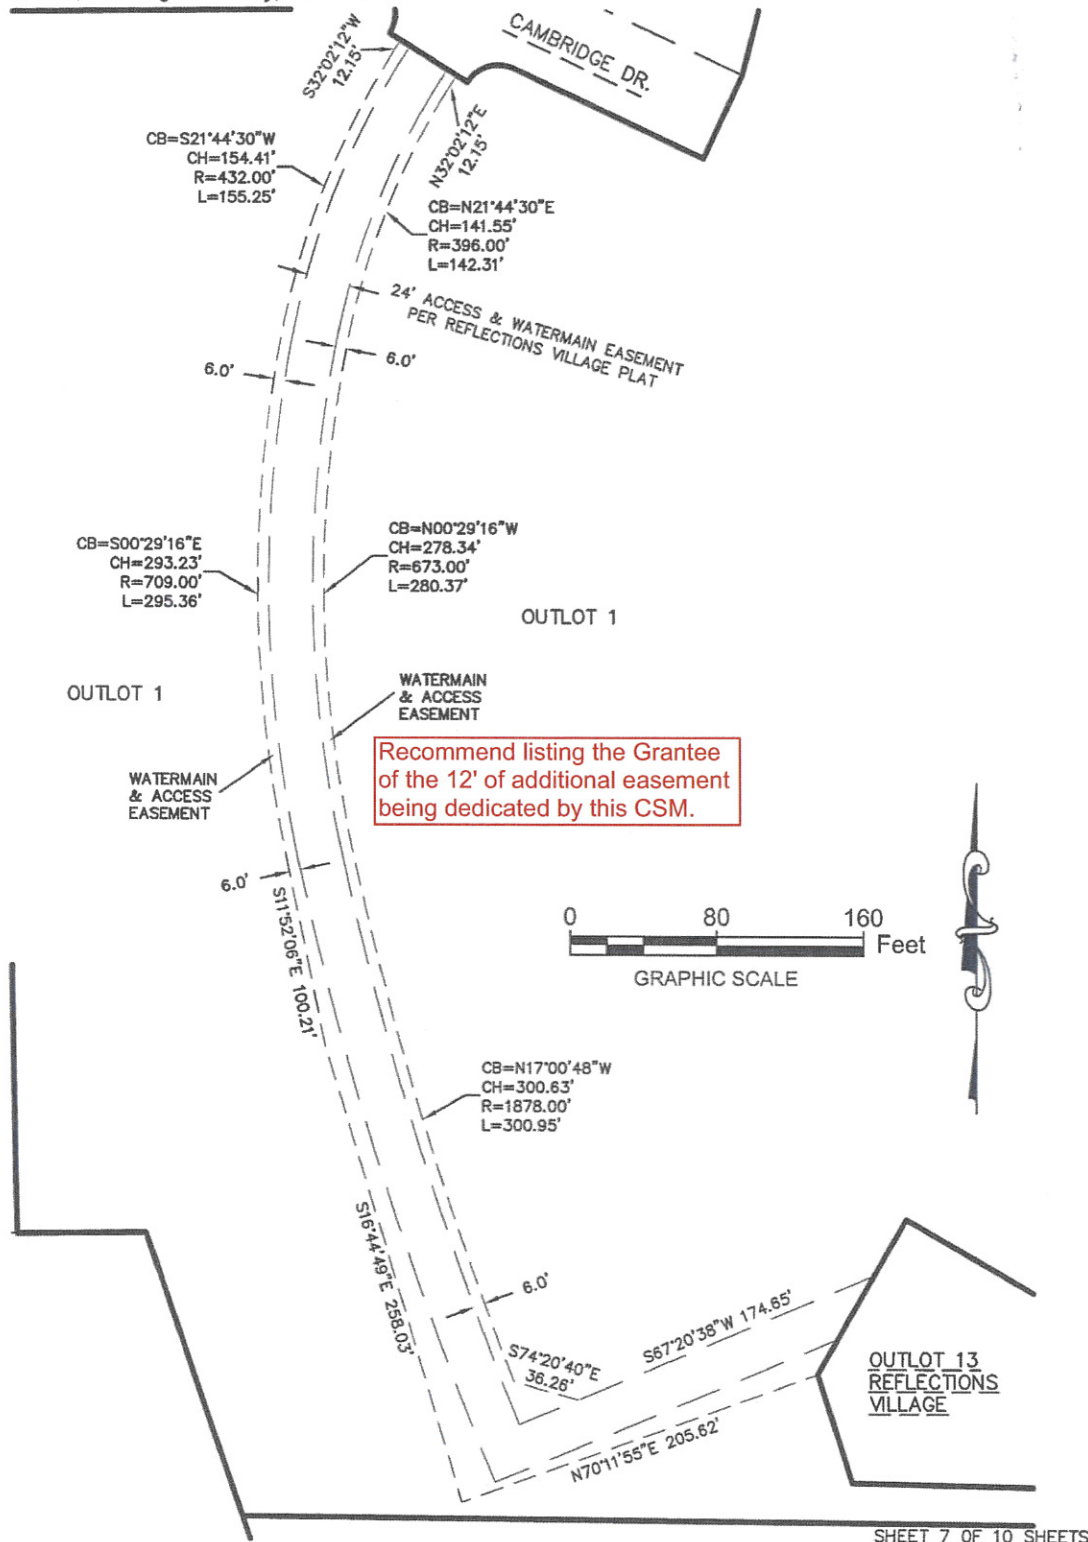 CAMBRIDGE DR.
S32°02'12"W
12.15'
N32°02'12"E
12.15'
CB=S21°44'30"W
CH=154.41'
R=432.00'
L=155.25'
CB=N21°44'30"E
CH=141.55'
R=396.00'
L=142.31'
24' ACCESS & WATERMAIN EASEMENT
PER REFLECTIONS VILLAGE PLAT
6.0'
6.0'
CB=S00°29'16"E
CH=293.23'
R=709.00'
L=295.36'
CB=N00°29'16"W
CH=278.34'
R=673.00'
L=280.37'
OUTLOT 1
OUTLOT 1
WATERMAIN
& ACCESS
EASEMENT
Recommend listing the Grantee
of the 12' of additional easement
being dedicated by this CSM.
WATERMAIN
& ACCESS
EASEMENT
6.0'
S11°52'06"E 100.21'
0 80 160
Feet
GRAPHIC SCALE
CB=N17°00'48"W
CH=300.63'
R=1878.00'
L=300.95'
S16°44'49"E 258.03'
6.0'
S74°20'40"E
36.26'
S67°20'38"W 174.65'
N70°11'55"E 205.62'
OUTLOT 13
REFLECTIONS
VILLAGE
SHEET 7 OF 10 SHEETS